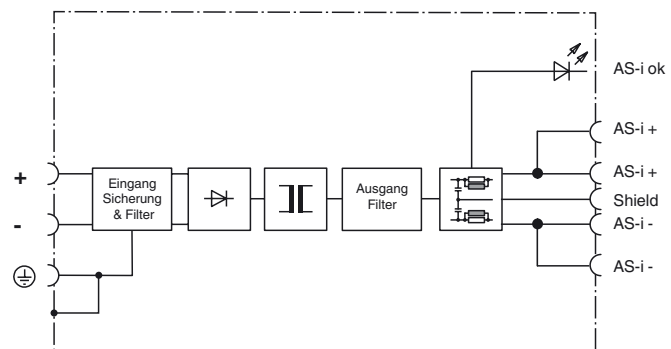 AS-i ok
AS-i +
+
Eingang
Sicherung
& Filter
Ausgang
Filter
AS-i +
Shield
-
AS-i -
AS-i -